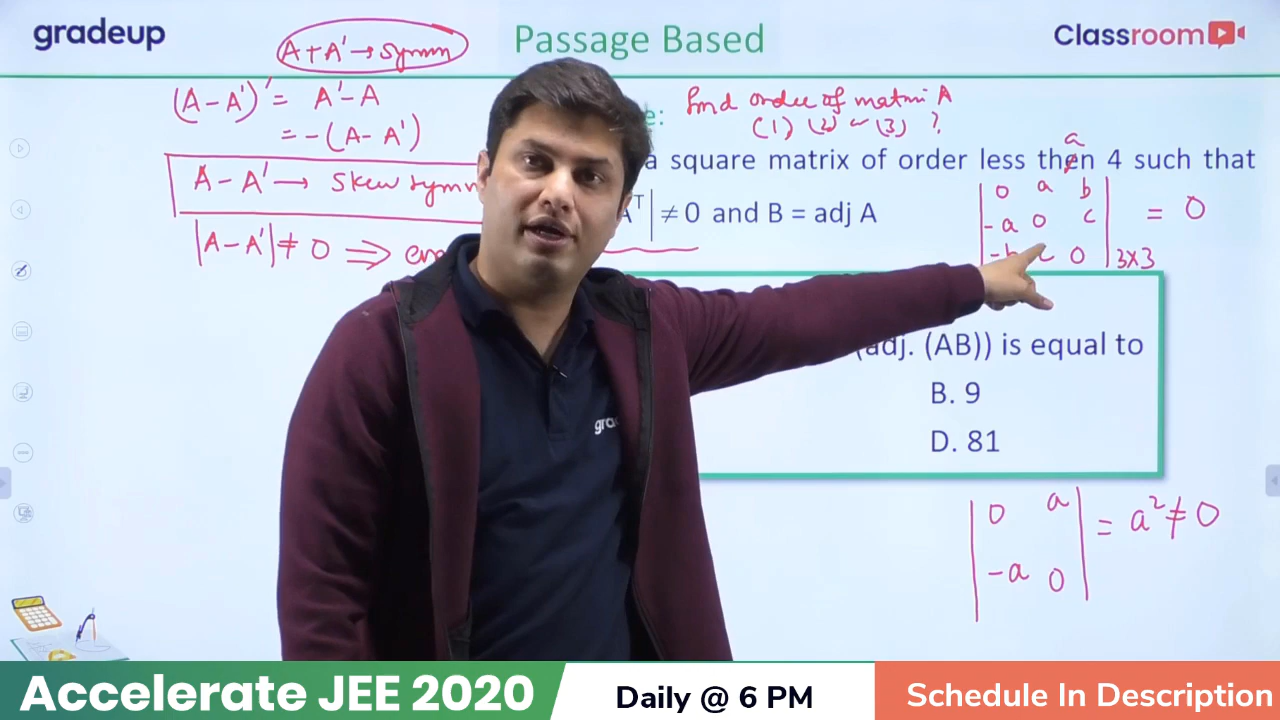 gradeup
A+A' → symm
Passage Based
Classroom
(A-A')' = A'-A
= -(A-A')
find order of matrix A
(1) (2) or (3) ?
A-A' → skew symm
a square matrix of order less then 4 such that
a
|A-A'| ≠ 0 ⇒
Aᵀ| ≠ 0 and B = adj A
0 a b
-a 0 c = 0
0 3×3
(adj. (AB)) is equal to
B. 9
D. 81
0 a
-a 0
= a² ≠ 0
Accelerate JEE 2020
Daily @ 6 PM
Schedule In Description